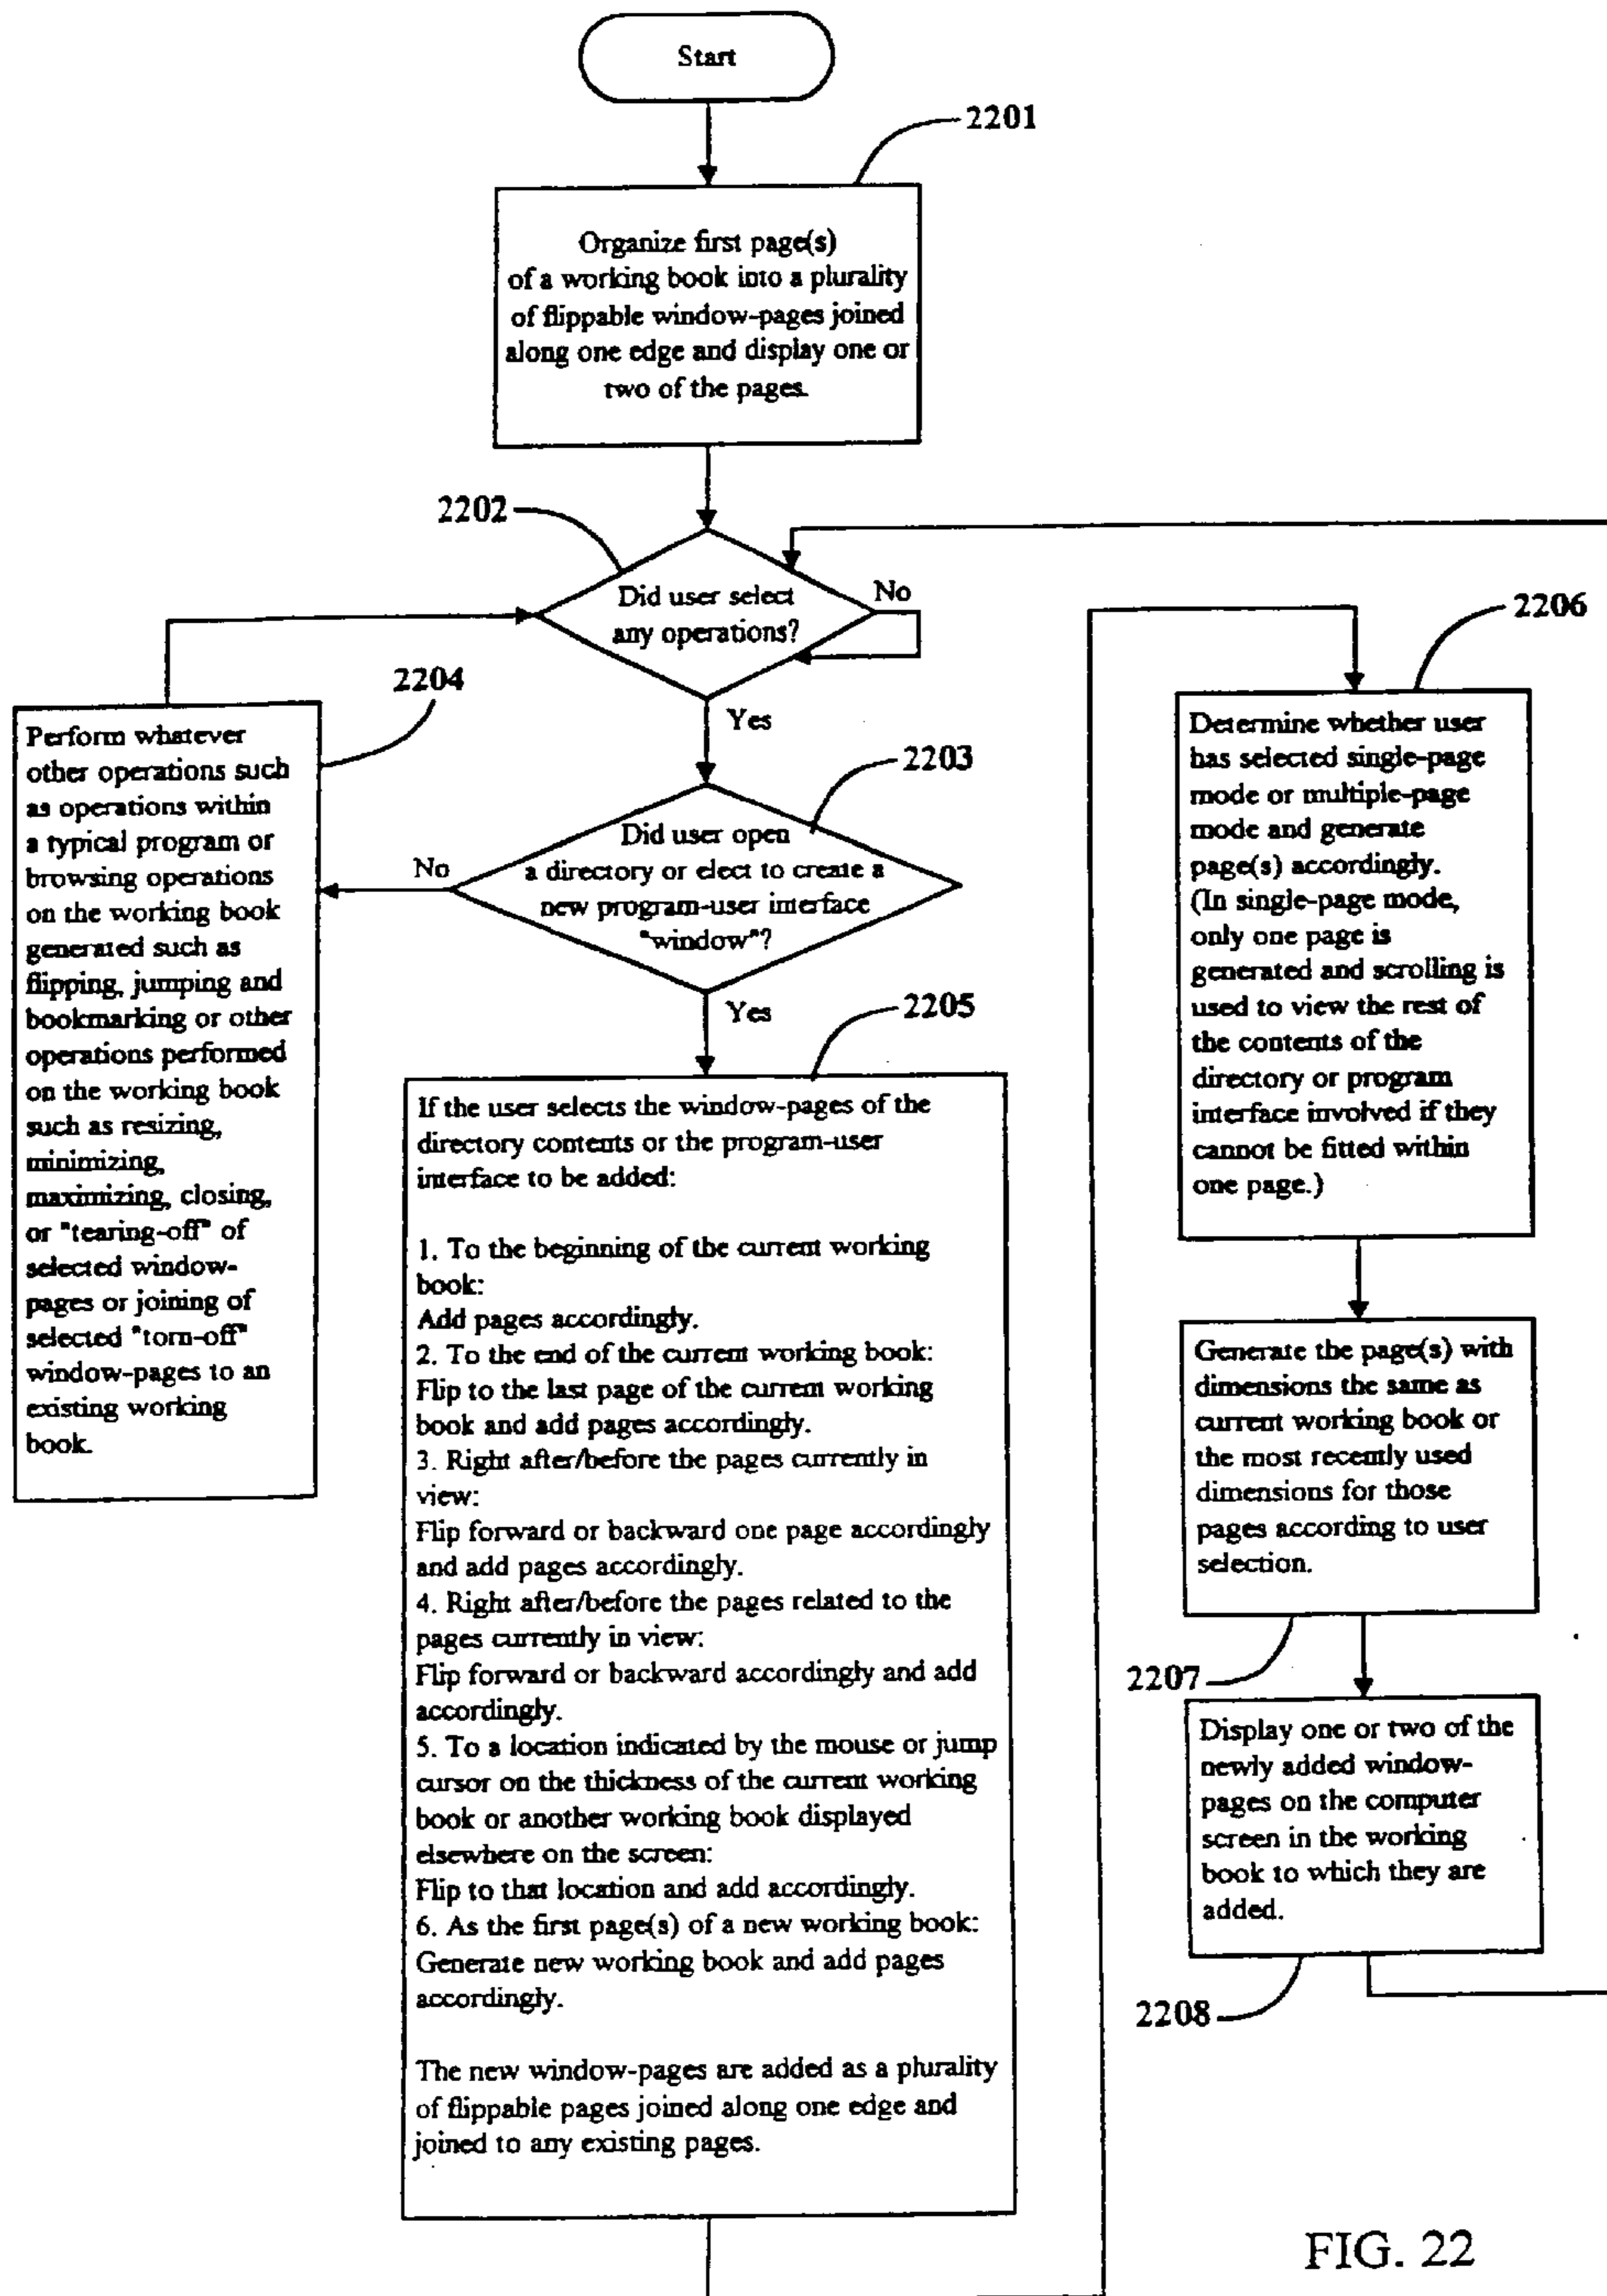 Start
2201
Organize first page(s)
of a working book into a plurality
of flippable window-pages joined
along one edge and display one or
two of the pages.
2202
Did user select
any operations?
No
Yes
2203
Did user open
a directory or elect to create a
new program-user interface
"window"?
No
Yes
2204
Perform whatever
other operations such
as operations within
a typical program or
browsing operations
on the working book
generated such as
flipping, jumping and
bookmarking or other
operations performed
on the working book
such as resizing,
minimizing,
maximizing, closing,
or "tearing-off" of
selected window-
pages or joining of
selected "torn-off"
window-pages to an
existing working
book.
2205
If the user selects the window-pages of the
directory contents or the program-user
interface to be added:
1. To the beginning of the current working
book:
Add pages accordingly.
2. To the end of the current working book:
Flip to the last page of the current working
book and add pages accordingly.
3. Right after/before the pages currently in
view:
Flip forward or backward one page accordingly
and add pages accordingly.
4. Right after/before the pages related to the
pages currently in view:
Flip forward or backward accordingly and add
accordingly.
5. To a location indicated by the mouse or jump
cursor on the thickness of the current working
book or another working book displayed
elsewhere on the screen:
Flip to that location and add accordingly.
6. As the first page(s) of a new working book:
Generate new working book and add pages
accordingly.
The new window-pages are added as a plurality
of flippable pages joined along one edge and
joined to any existing pages.
2206
Determine whether user
has selected single-page
mode or multiple-page
mode and generate
page(s) accordingly.
(In single-page mode,
only one page is
generated and scrolling is
used to view the rest of
the contents of the
directory or program
interface involved if they
cannot be fitted within
one page.)
Generate the page(s) with
dimensions the same as
current working book or
the most recently used
dimensions for those
pages according to user
selection.
2207
Display one or two of the
newly added window-
pages on the computer
screen in the working
book to which they are
added.
2208
FIG. 22